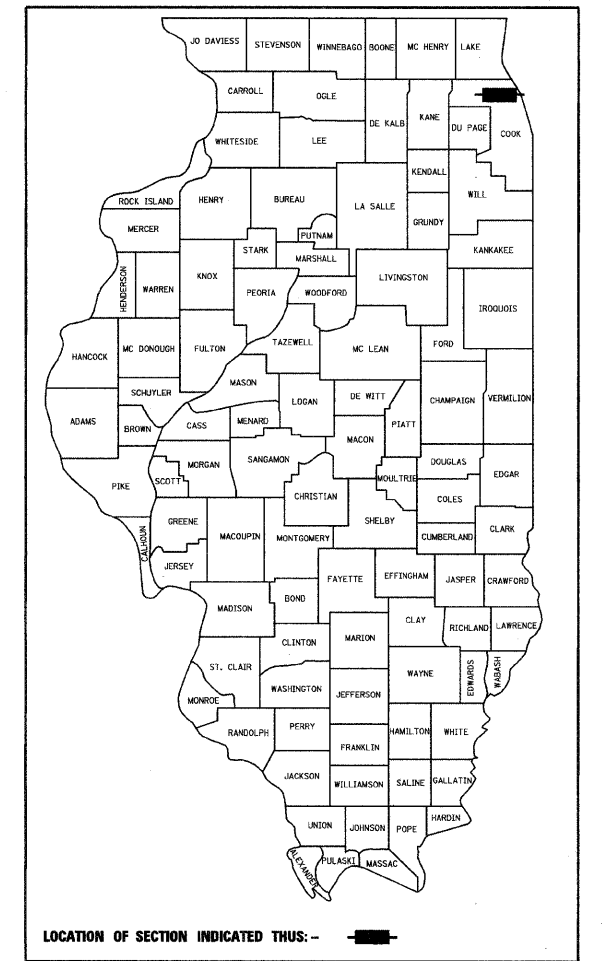 JO DAVIESS
STEVENSON
WINNEBAGO
BOONE
MC HENRY
LAKE
CARROLL
OGLE
DE KALB
KANE
DU PAGE
COOK
WHITESIDE
LEE
KENDALL
WILL
ROCK ISLAND
HENRY
BUREAU
LA SALLE
GRUNDY
MERCER
PUTNAM
STARK
MARSHALL
KANKAKEE
HENDERSON
WARREN
KNOX
PEORIA
WOODFORD
LIVINGSTON
IROQUOIS
HANCOCK
MC DONOUGH
FULTON
TAZEWELL
MC LEAN
FORD
SCHUYLER
MASON
LOGAN
DE WITT
CHAMPAIGN
VERMILION
ADAMS
BROWN
CASS
MENARD
MACON
PIATT
PIKE
SCOTT
MORGAN
SANGAMON
CHRISTIAN
MOULTRIE
DOUGLAS
EDGAR
COLES
CALHOUN
GREENE
MACOUPIN
MONTGOMERY
SHELBY
CUMBERLAND
CLARK
JERSEY
FAYETTE
EFFINGHAM
JASPER
CRAWFORD
MADISON
BOND
CLAY
RICHLAND
LAWRENCE
CLINTON
MARION
ST. CLAIR
WAYNE
EDWARDS
WABASH
MONROE
WASHINGTON
JEFFERSON
RANDOLPH
PERRY
HAMILTON
WHITE
FRANKLIN
JACKSON
WILLIAMSON
SALINE
GALLATIN
UNION
JOHNSON
POPE
HARDIN
ALEXANDER
PULASKI
MASSAC
LOCATION OF SECTION INDICATED THUS: -